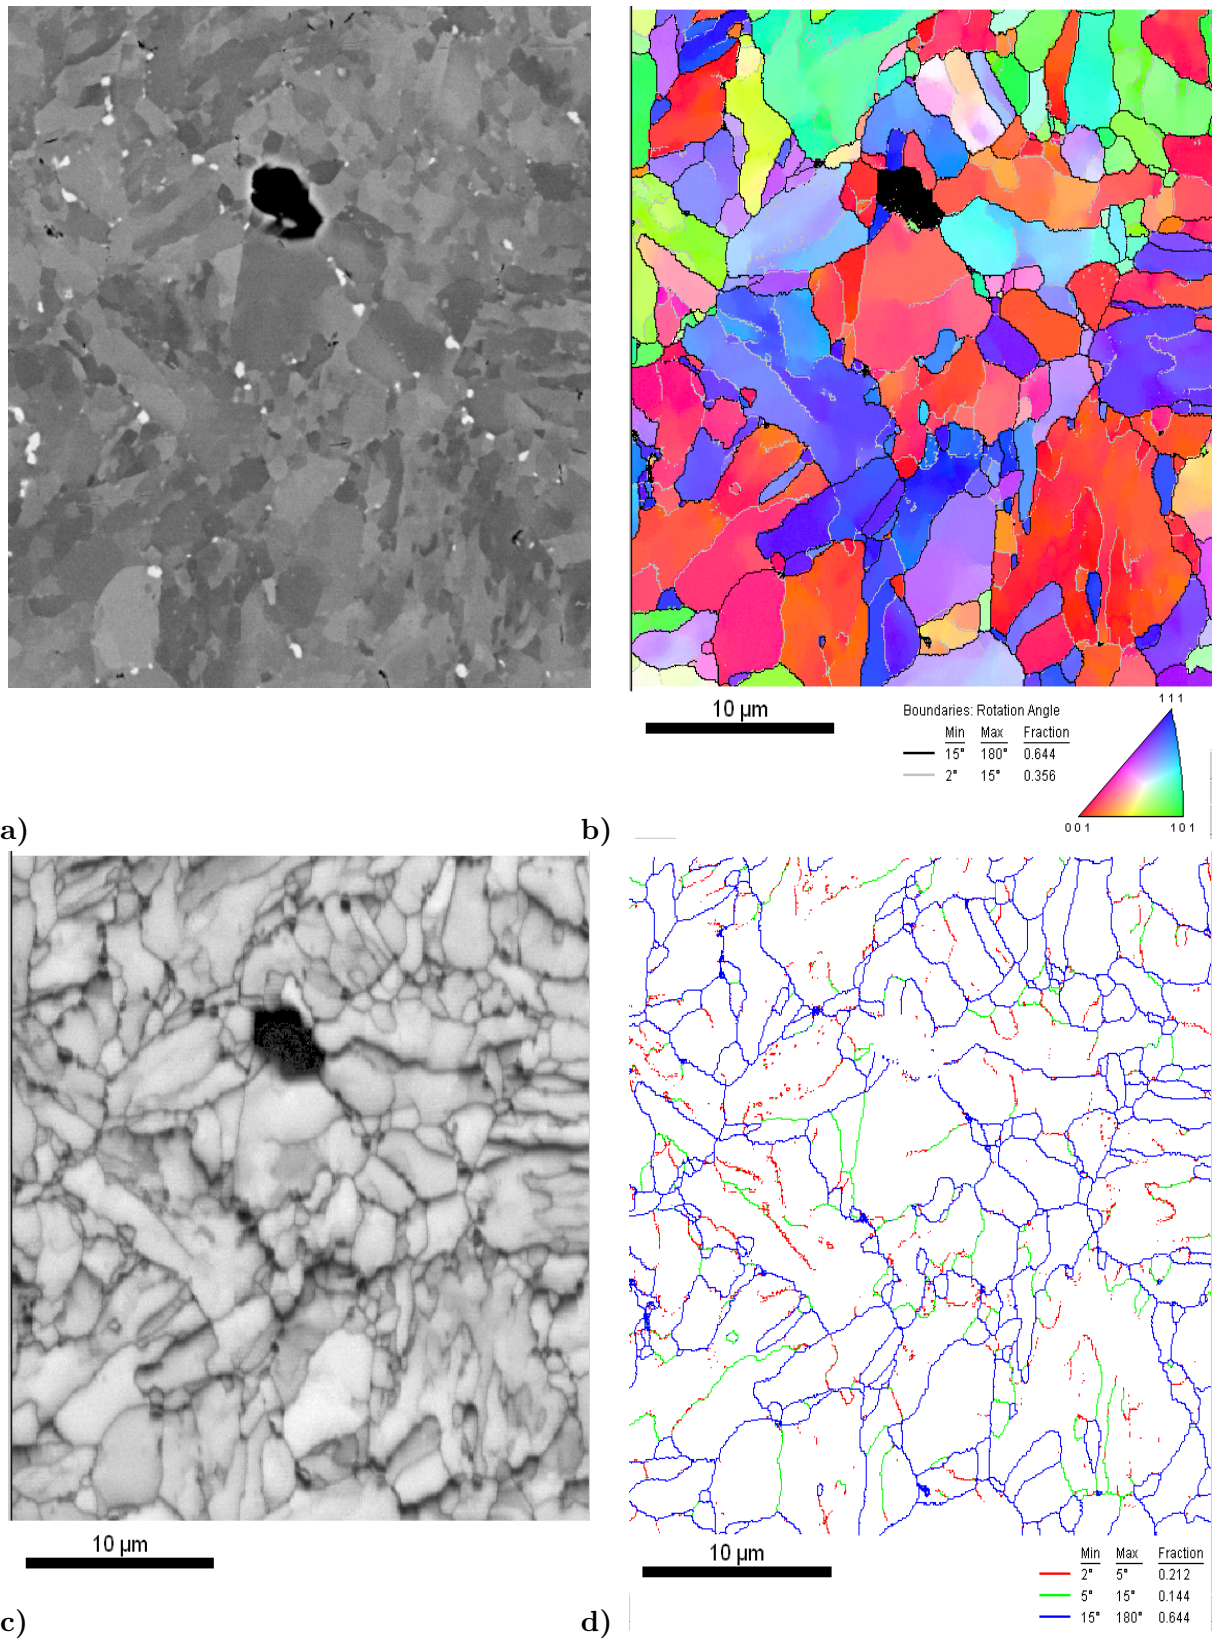 10 µm
Boundaries: Rotation Angle
Min Max Fraction
15° 180° 0.644
2° 15° 0.356
111
001 101
a) b)
10 µm
10 µm
Min Max Fraction
2° 5° 0.212
5° 15° 0.144
15° 180° 0.644
c) d)